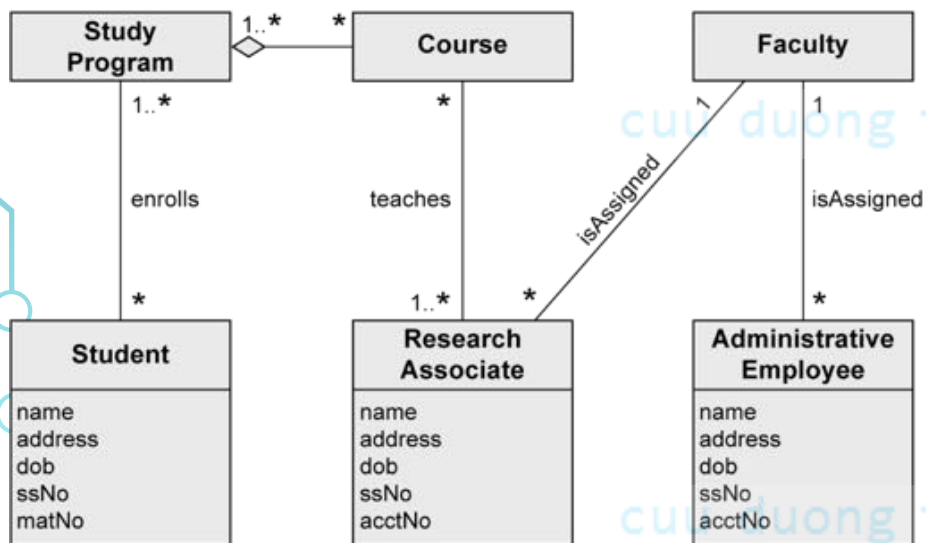 Study
Program
1..*
*
Course
Faculty
1..*
*
1
1
cuu duong
enrolls
teaches
isAssigned
isAssigned
*
1..*
*
*
Student
Research
Associate
Administrative
Employee
name
address
dob
ssNo
matNo
name
address
dob
ssNo
acctNo
name
address
dob
ssNo
acctNo
cuu duong